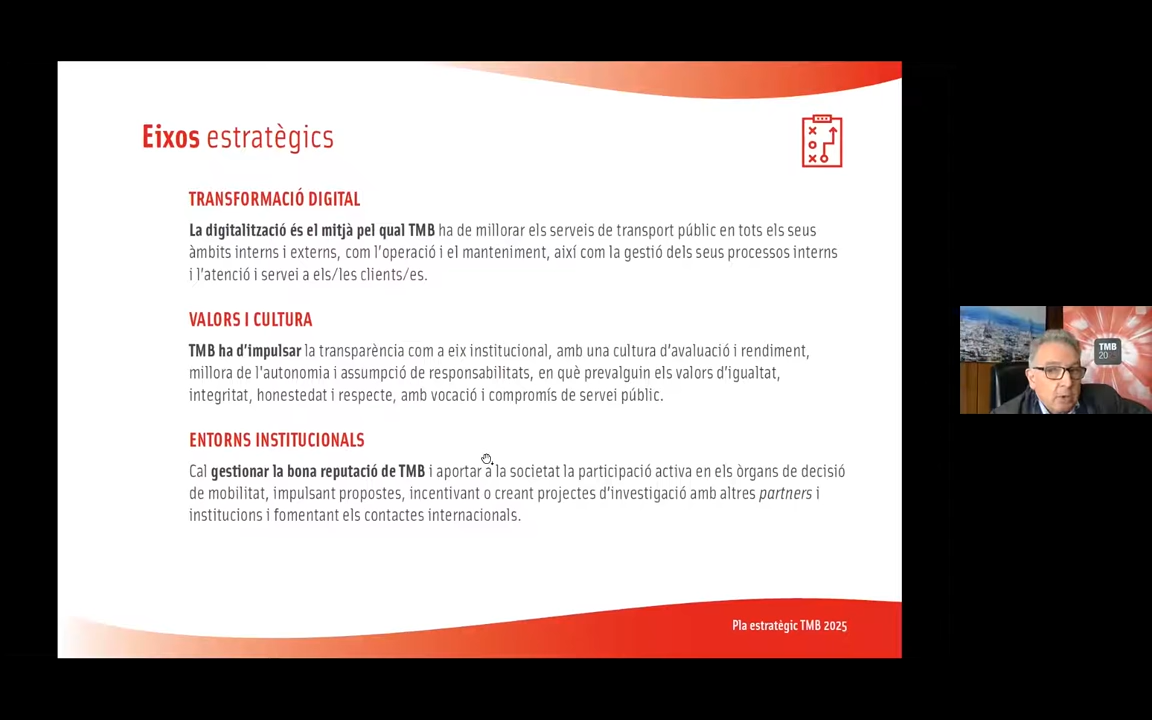 Eixos estratègics
TRANSFORMACIÓ DIGITAL
La digitalització és el mitjà pel qual TMB ha de millorar els serveis de transport públic en tots els seus
àmbits interns i externs, com l'operació i el manteniment, així com la gestió dels seus processos interns
i l'atenció i servei a els/les clients/es.
VALORS I CULTURA
TMB ha d'impulsar la transparència com a eix institucional, amb una cultura d'avaluació i rendiment,
millora de l'autonomia i assumpció de responsabilitats, en què prevalguin els valors d'igualtat,
integritat, honestedat i respecte, amb vocació i compromís de servei públic.
ENTORNS INSTITUCIONALS
Cal gestionar la bona reputació de TMB i aportar a la societat la participació activa en els òrgans de decisió
de mobilitat, impulsant propostes, incentivant o creant projectes d'investigació amb altres partners i
institucions i fomentant els contactes internacionals.
Pla estratègic TMB 2025
TMB
20